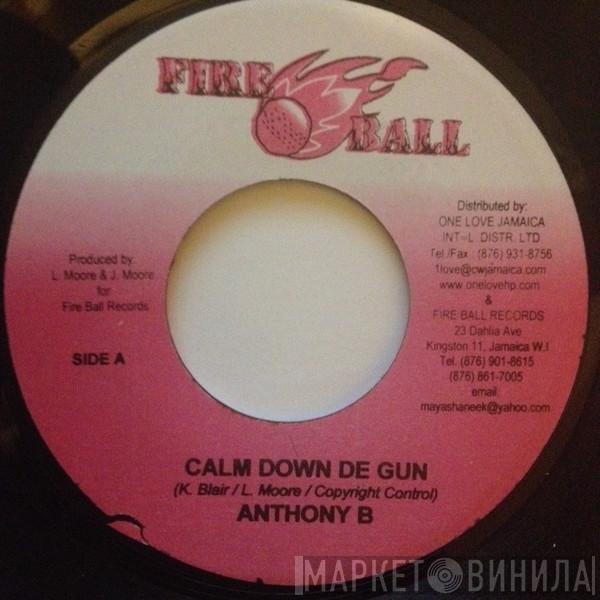 FIRE BALL
Distributed by:
ONE LOVE JAMAICA
INT=L DISTR. LTD
Tel./Fax : (876) 931-8756
1love@cwjamaica.com
www.onelovehp.com
&
FIRE BALL RECORDS
23 Dahlia Ave
Kingston 11, Jamaica W.I
Tel. (876) 901-8615
(876) 861-7005
email:
mayashaneek@yahoo.com
Produced by:
L. Moore & J. Moore
for
Fire Ball Records
SIDE A
CALM DOWN DE GUN
(K. Blair / L. Moore / Copyright Control)
ANTHONY B
МАРКЕТ ВИНИЛА